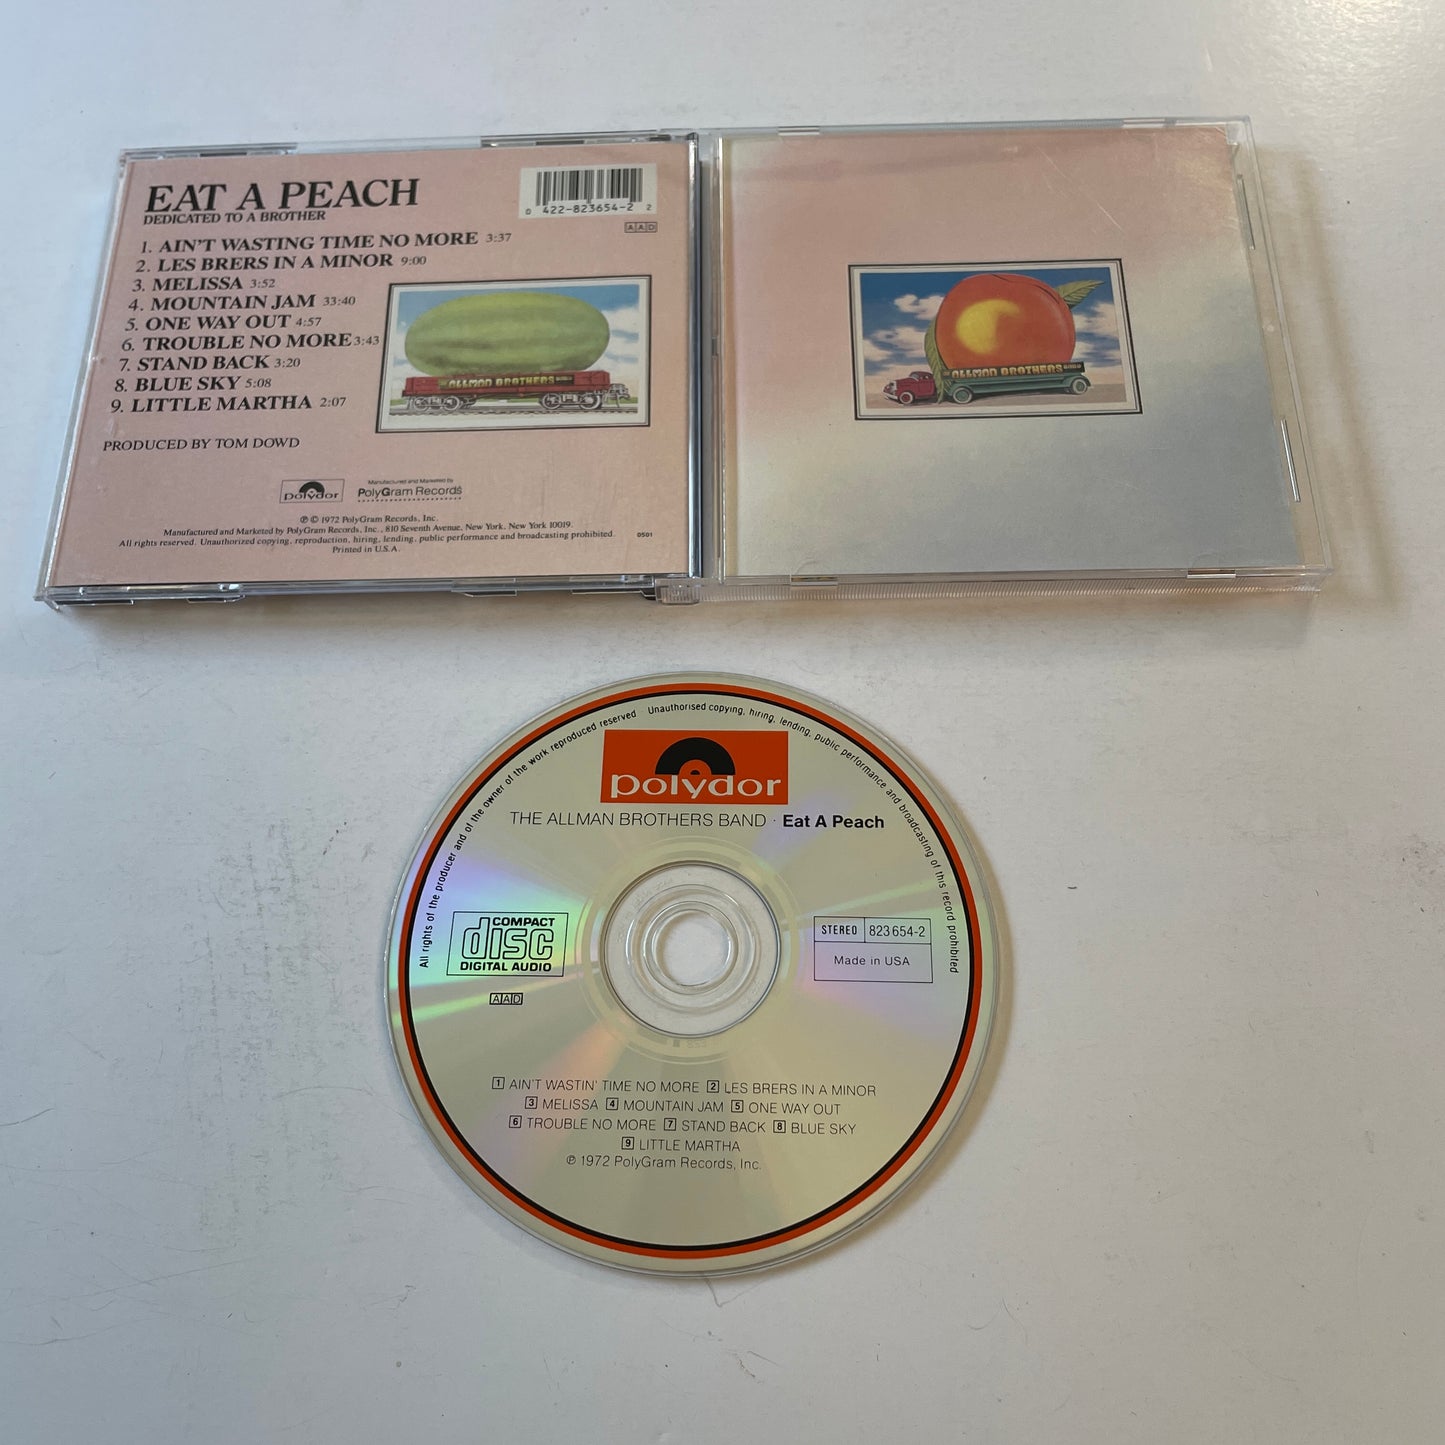 EAT A PEACH
DEDICATED TO A BROTHER
0 422-823654-2 2
AAD
1. AIN'T WASTING TIME NO MORE 3:37
2. LES BRERS IN A MINOR 9:00
3. MELISSA 3:52
4. MOUNTAIN JAM 33:40
5. ONE WAY OUT 4:57
6. TROUBLE NO MORE 3:43
7. STAND BACK 3:20
8. BLUE SKY 5:08
9. LITTLE MARTHA 2:07
ALLMAN BROTHERS
PRODUCED BY TOM DOWD
polydor
Manufactured and Marketed by
PolyGram Records
℗ © 1972 PolyGram Records, Inc.
Manufactured and Marketed by PolyGram Records, Inc., 810 Seventh Avenue, New York, New York 10019.
All rights reserved. Unauthorized copying, reproduction, hiring, lending, public performance and broadcasting prohibited.
Printed in U.S.A.
0501
ALLMAN BROTHERS
All rights of the producer and of the owner of the work reproduced reserved Unauthorised copying, hiring, lending, public performance and broadcasting of this record prohibited
polydor
THE ALLMAN BROTHERS BAND · Eat A Peach
COMPACT
disc
DIGITAL AUDIO
AAD
STEREO 823 654-2
Made in USA
1 AIN'T WASTIN' TIME NO MORE 2 LES BRERS IN A MINOR
3 MELISSA 4 MOUNTAIN JAM 5 ONE WAY OUT
6 TROUBLE NO MORE 7 STAND BACK 8 BLUE SKY
9 LITTLE MARTHA
℗ 1972 PolyGram Records, Inc.